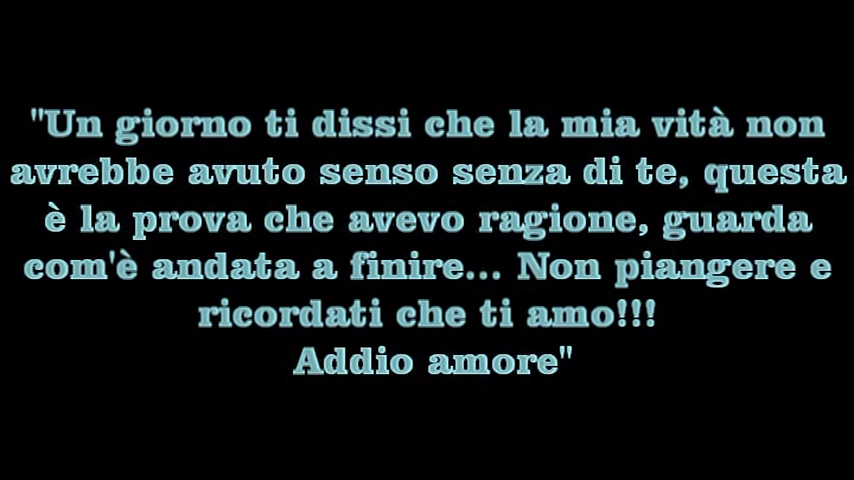 "Un giorno ti dissi che la mia vità non
avrebbe avuto senso senza di te, questa
è la prova che avevo ragione, guarda
com'è andata a finire... Non piangere e
ricordati che ti amo!!!
Addio amore"